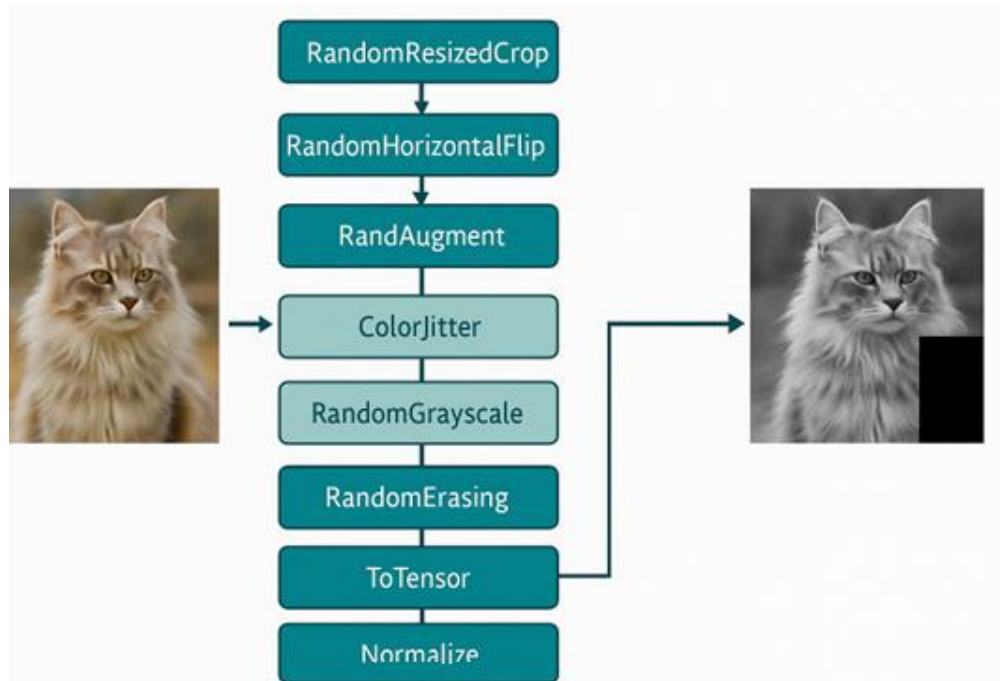 RandomResizedCrop
RandomHorizontalFlip
RandAugment
ColorJitter
RandomGrayscale
RandomErasing
ToTensor
Normalize